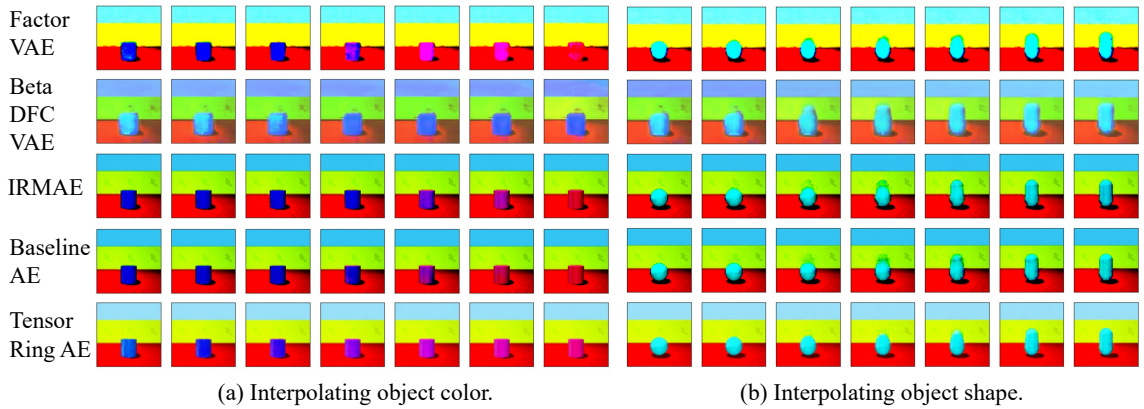 Factor
VAE
Beta
DFC
VAE
IRMAE
Baseline
AE
Tensor
Ring AE
(a) Interpolating object color.
(b) Interpolating object shape.